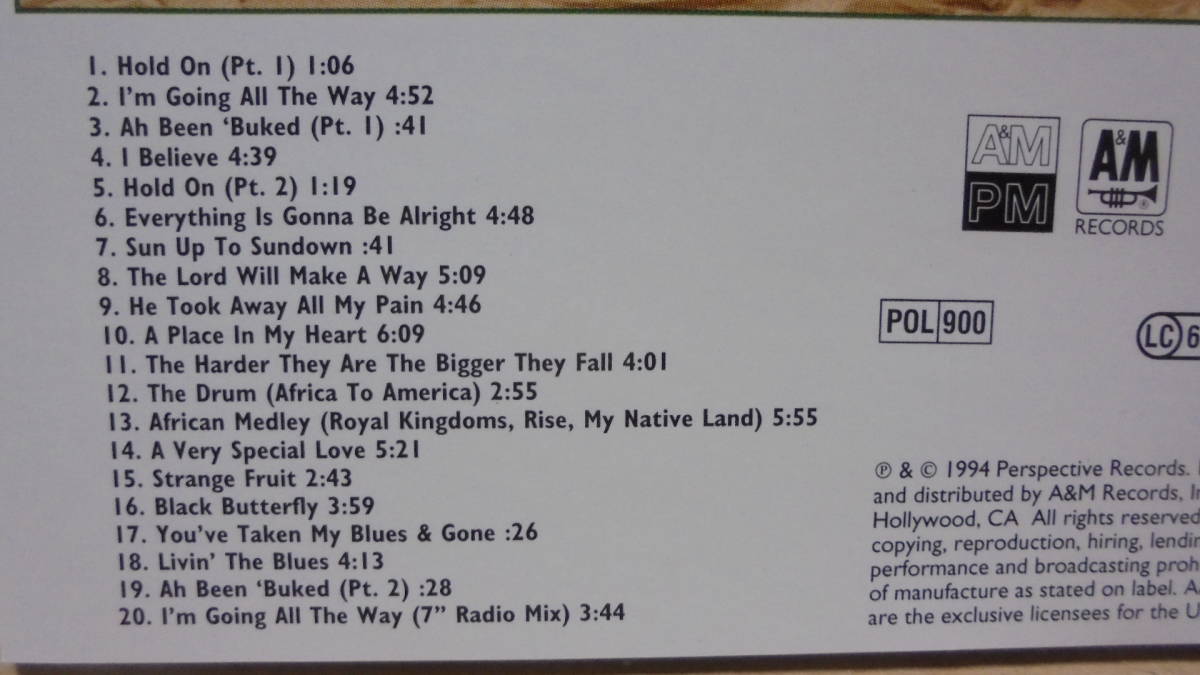 1. Hold On (Pt. 1) 1:06
2. I'm Going All The Way 4:52
3. Ah Been ‘Buked (Pt. 1) :41
4. I Believe 4:39
5. Hold On (Pt. 2) 1:19
6. Everything Is Gonna Be Alright 4:48
7. Sun Up To Sundown :41
8. The Lord Will Make A Way 5:09
9. He Took Away All My Pain 4:46
10. A Place In My Heart 6:09
11. The Harder They Are The Bigger They Fall 4:01
12. The Drum (Africa To America) 2:55
13. African Medley (Royal Kingdoms, Rise, My Native Land) 5:55
14. A Very Special Love 5:21
15. Strange Fruit 2:43
16. Black Butterfly 3:59
17. You've Taken My Blues & Gone :26
18. Livin' The Blues 4:13
19. Ah Been ‘Buked (Pt. 2) :28
20. I'm Going All The Way (7” Radio Mix) 3:44
A&M
PM
A&M
®
RECORDS
POL 900
LC 6
℗ & © 1994 Perspective Records.
and distributed by A&M Records,
Hollywood, CA All rights reserved
copying, reproduction, hiring,
performance and broadcasting
of manufacture as stated on label.
are the exclusive licensees for the